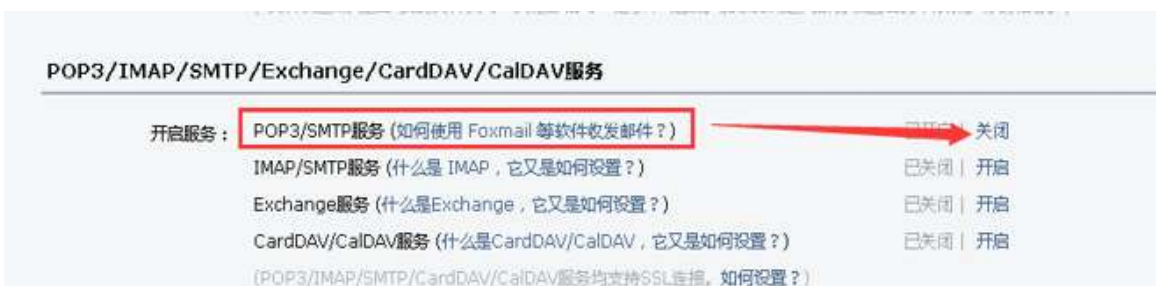 POP3/IMAP/SMTP/Exchange/CardDAV/CalDAV服务
开启服务： POP3/SMTP服务 (如何使用 Foxmail 等软件收发邮件？) 已开启 | 关闭
IMAP/SMTP服务 (什么是 IMAP，它又是如何设置？) 已关闭 | 开启
Exchange服务 (什么是Exchange，它又是如何设置？) 已关闭 | 开启
CardDAV/CalDAV服务 (什么是CardDAV/CalDAV，它又是如何设置？) 已关闭 | 开启
(POP3/IMAP/SMTP/CardDAV/CalDAV服务均支持SSL连接。如何设置？)